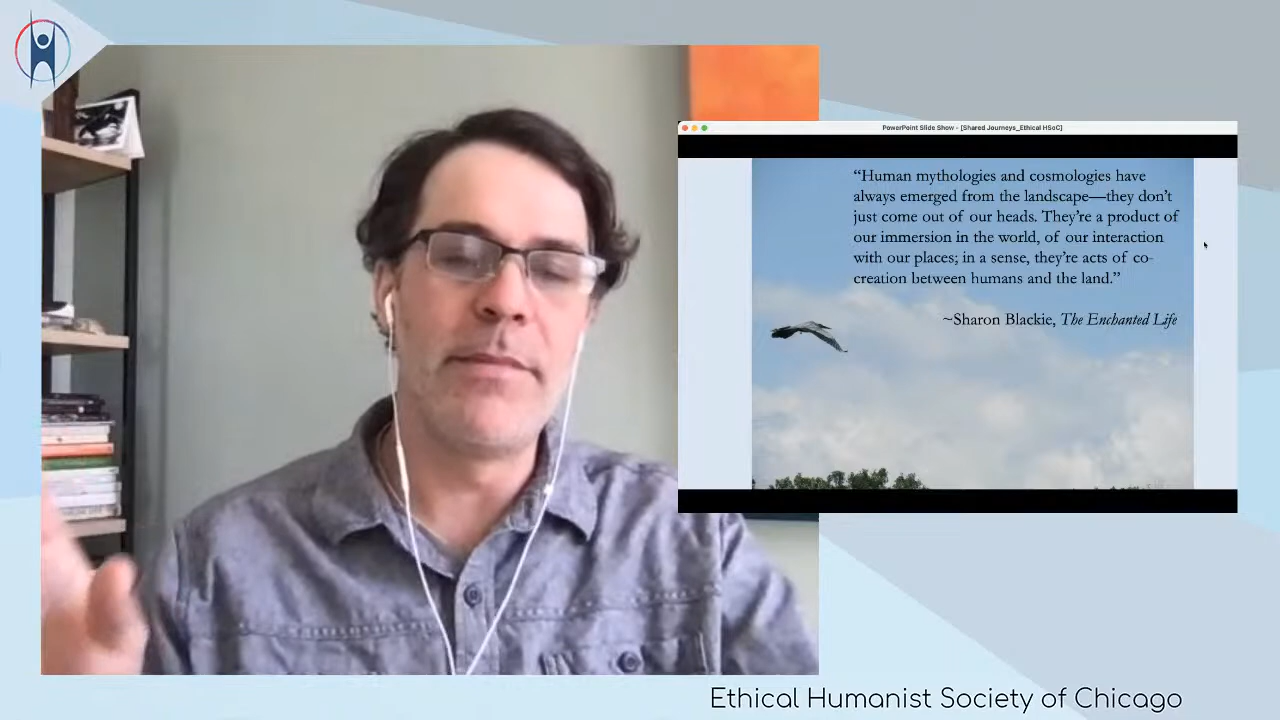 PowerPoint Slide Show - [Shared Journeys_Ethical HSoC]
“Human mythologies and cosmologies have
always emerged from the landscape—they don’t
just come out of our heads. They’re a product of
our immersion in the world, of our interaction
with our places; in a sense, they’re acts of co-
creation between humans and the land.”
~Sharon Blackie, The Enchanted Life
Ethical Humanist Society of Chicago